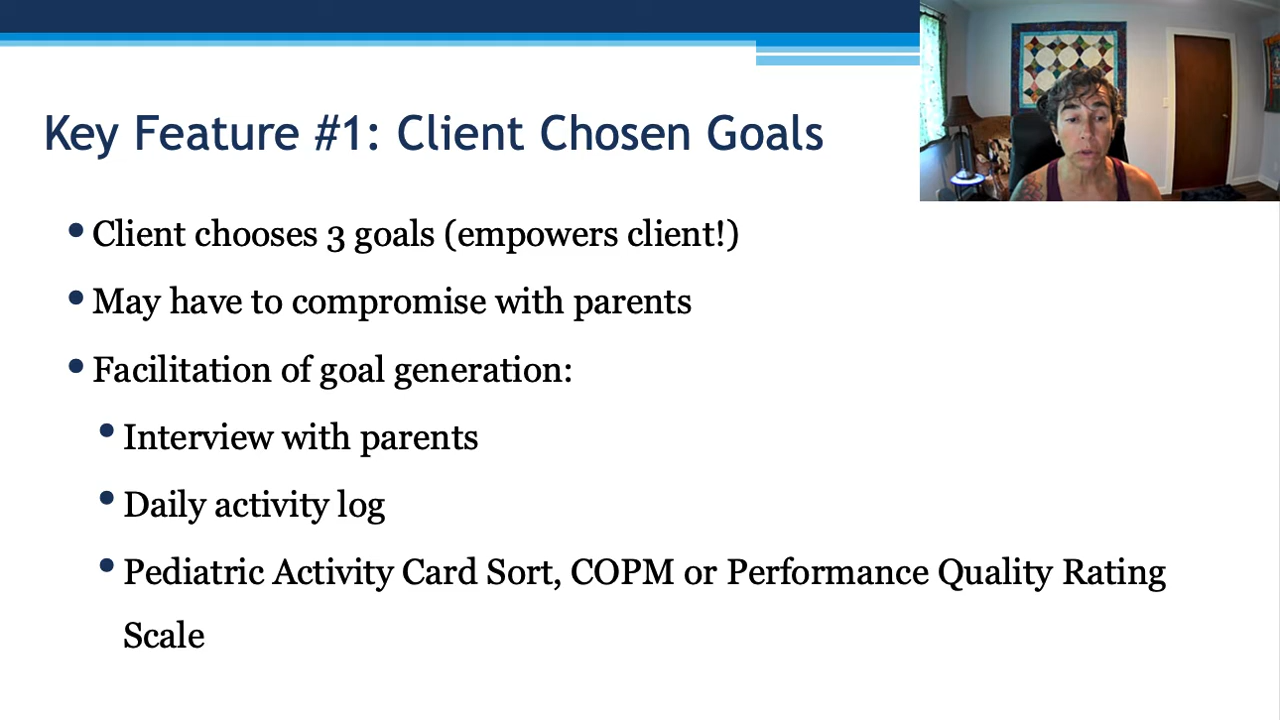 Key Feature #1: Client Chosen Goals
• Client chooses 3 goals (empowers client!)
• May have to compromise with parents
• Facilitation of goal generation:
• Interview with parents
• Daily activity log
• Pediatric Activity Card Sort, COPM or Performance Quality Rating
Scale